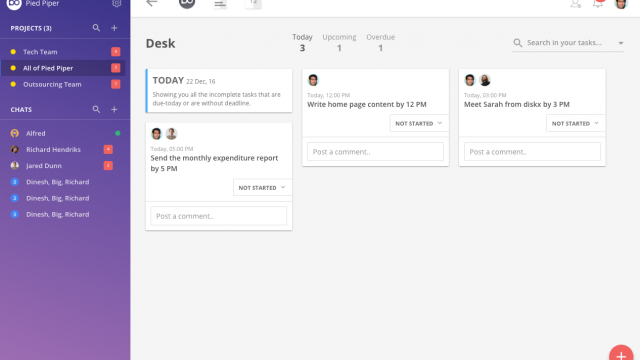 Pied Piper
PROJECTS (3)
Tech Team
All of Pied Piper
Outsourcing Team
CHATS
Alfred
Richard Hendriks
Jared Dunn
Dinesh, Big, Richard
Dinesh, Big, Richard
Dinesh, Big, Richard
Desk
Today
3
Upcoming
1
Overdue
1
Search in your tasks...
TODAY 22 Dec, 16
Showing you all the incomplete tasks that are
due-today or are without deadline.
Today, 05:00 PM
Send the monthly expenditure report
by 5 PM
NOT STARTED
Post a comment..
Today, 12:00 PM
Write home page content by 12 PM
NOT STARTED
Post a comment..
Today, 03:00 PM
Meet Sarah from diskx by 3 PM
NOT STARTED
Post a comment..